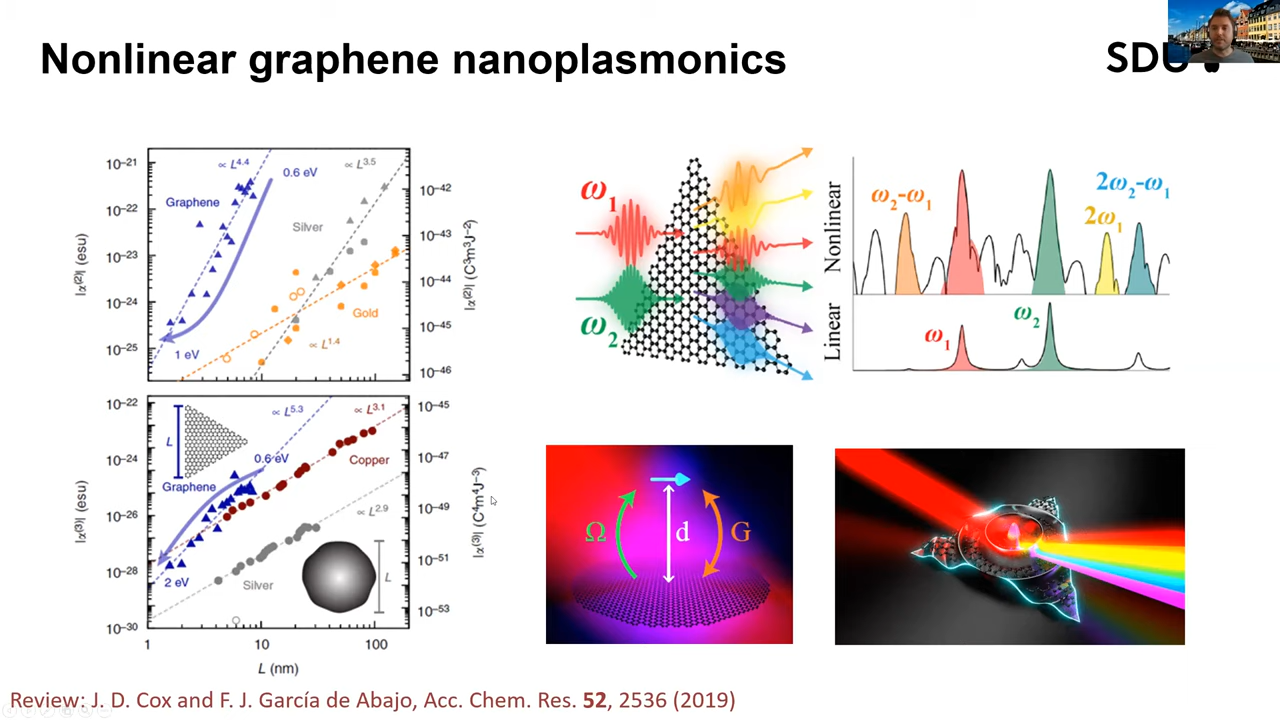 Nonlinear graphene nanoplasmonics
SDU
10–21
10–22
10–23
10–24
10–25
|α(2)| (esu)
∝ L4.4
0.6 eV
∝ L3.5
Graphene
Silver
Gold
1 eV
∝ L1.4
10–42
10–43
10–44
10–45
10–46
|α(2)| (C3m3J–2)
10–22
10–24
10–26
10–28
10–30
|α(3)| (esu)
L
∝ L5.3
∝ L3.1
0.6 eV
Copper
Graphene
∝ L2.9
2 eV
Silver
L
10–45
10–47
10–49
10–51
10–53
|α(3)| (C4m4J–3)
1
10
100
L (nm)
ω1
ω2
Nonlinear
Linear
ω2-ω1
2ω2-ω1
2ω1
ω1
ω2
Ω
d
G
Review: J. D. Cox and F. J. García de Abajo, Acc. Chem. Res. 52, 2536 (2019)